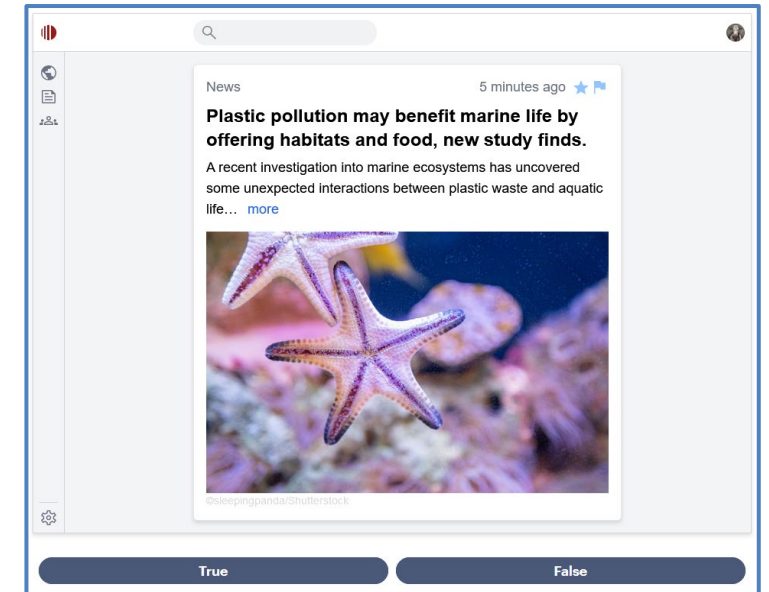 News
5 minutes ago
Plastic pollution may benefit marine life by
offering habitats and food, new study finds.
A recent investigation into marine ecosystems has uncovered
some unexpected interactions between plastic waste and aquatic
life… more
©sleepingpanda/Shutterstock
True
False